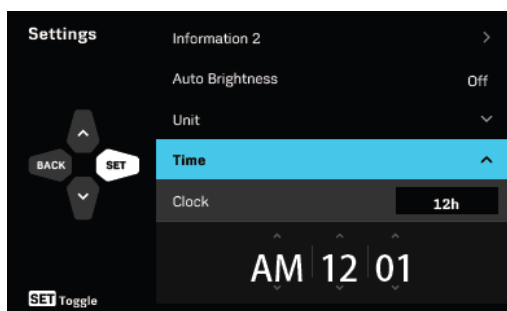 Settings
Information 2
Auto Brightness Off
Unit
BACK SET
Time
Clock 12h
AM 12 01
SET Toggle